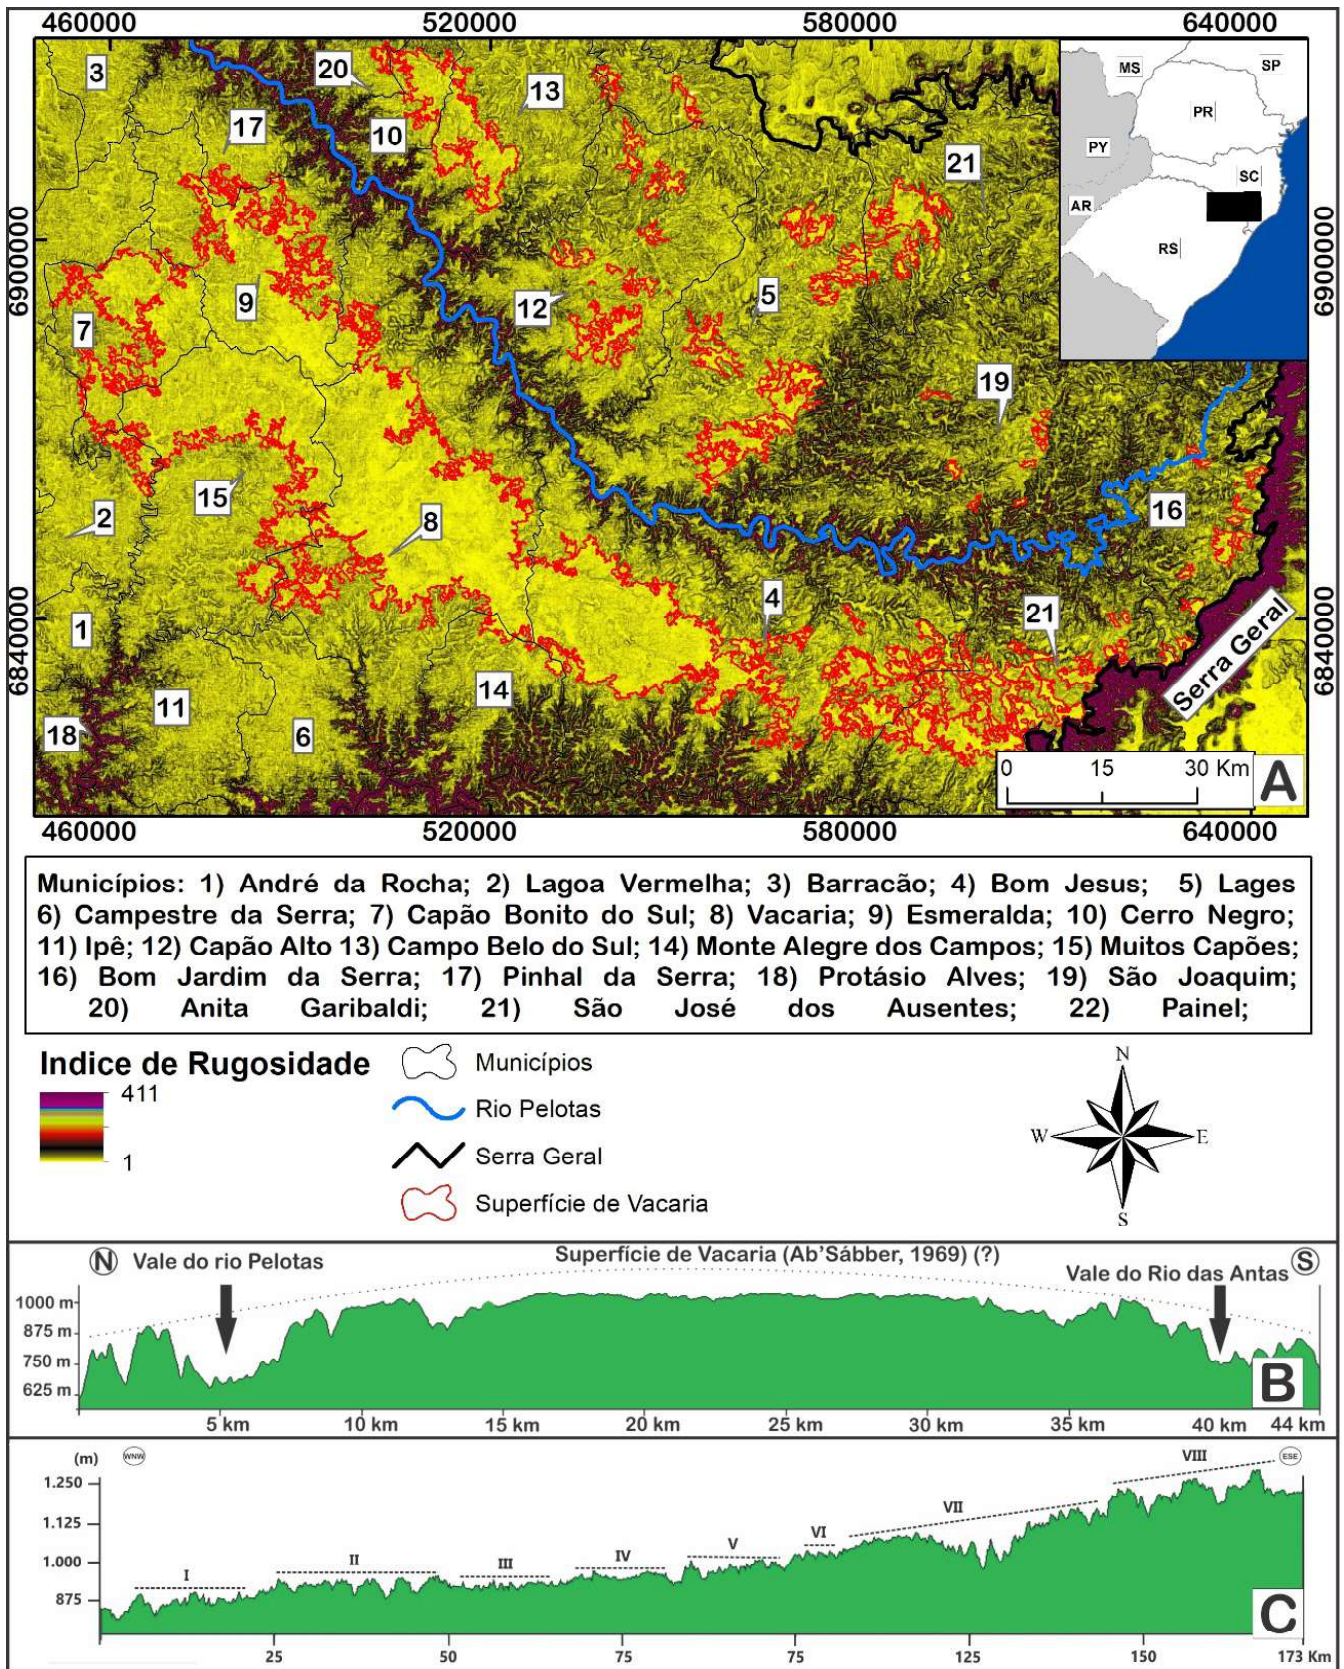 460000 520000 580000 640000
3
20
13
17
10
21
MS
SP
PR
PY
SC
AR
RS
6900000
6900000
9
12
5
7
19
15
2
8
16
4
1
21
6840000
6840000
14
11
18
6
Serra Geral
0 15 30 Km
A
460000 520000 580000 640000
Municípios: 1) André da Rocha; 2) Lagoa Vermelha; 3) Barracão; 4) Bom Jesus; 5) Lages
6) Campestre da Serra; 7) Capão Bonito do Sul; 8) Vacaria; 9) Esmeralda; 10) Cerro Negro;
11) Ipê; 12) Capão Alto 13) Campo Belo do Sul; 14) Monte Alegre dos Campos; 15) Muitos Capões;
16) Bom Jardim da Serra; 17) Pinhal da Serra; 18) Protásio Alves; 19) São Joaquim;
20) Anita Garibaldi; 21) São José dos Ausentes; 22) Painel;
Indice de Rugosidade
411
1
Municípios
Rio Pelotas
Serra Geral
Superfície de Vacaria
N
W
E
S
N Vale do rio Pelotas
Superfície de Vacaria (Ab'Sábber, 1969) (?)
Vale do Rio das Antas S
1000 m
875 m
750 m
625 m
B
5 km 10 km 15 km 20 km 25 km 30 km 35 km 40 km 44 km
(m) WNW
ESE
VIII
1.250
VII
1.125
VI
V
IV
III
II
I
1.000
875
C
25 50 75 75 125 150 173 Km